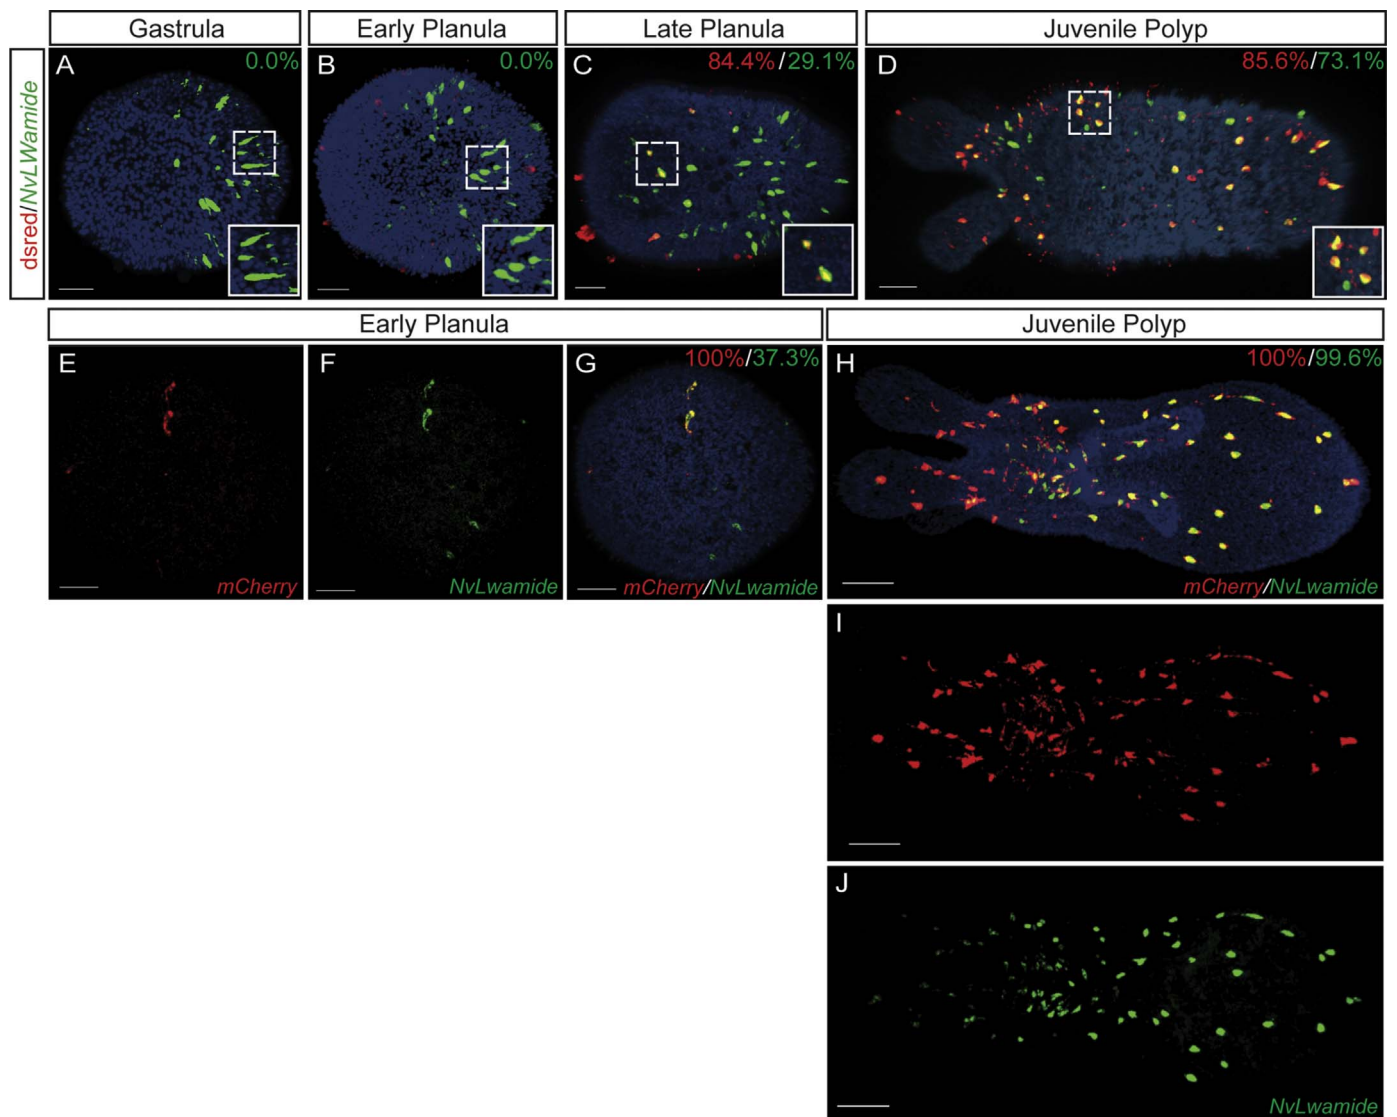 Gastrula
Early Planula
Late Planula
Juvenile Polyp
dsred/NvLWamide
A
0.0%
B
0.0%
C
84.4%/29.1%
D
85.6%/73.1%
Early Planula
Juvenile Polyp
E
mCherry
F
NvLwamide
G
100%/37.3%
mCherry/NvLwamide
H
100%/99.6%
mCherry/NvLwamide
I
J
NvLwamide